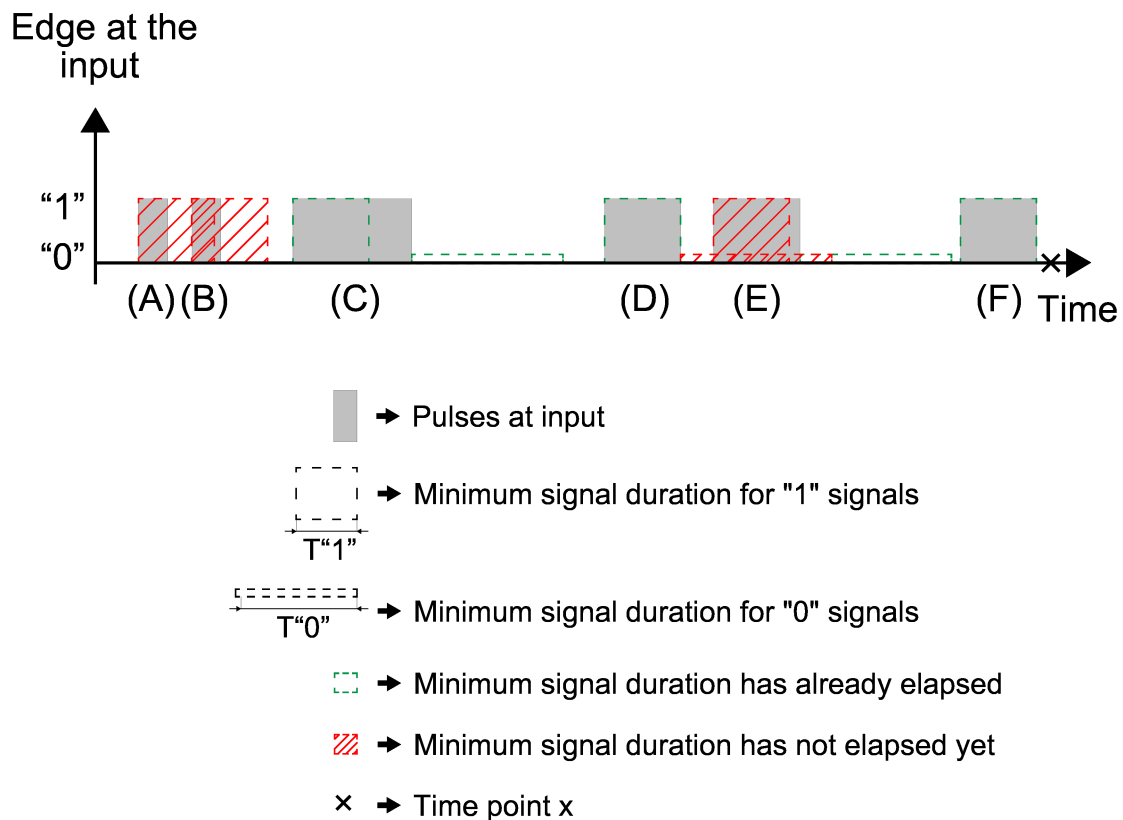 Edge at the
input
“1”
“0”
(A) (B) (C) (D) (E) (F)
Time
Pulses at input
Minimum signal duration for "1" signals
T“1”
Minimum signal duration for "0" signals
T“0”
Minimum signal duration has already elapsed
Minimum signal duration has not elapsed yet
Time point x